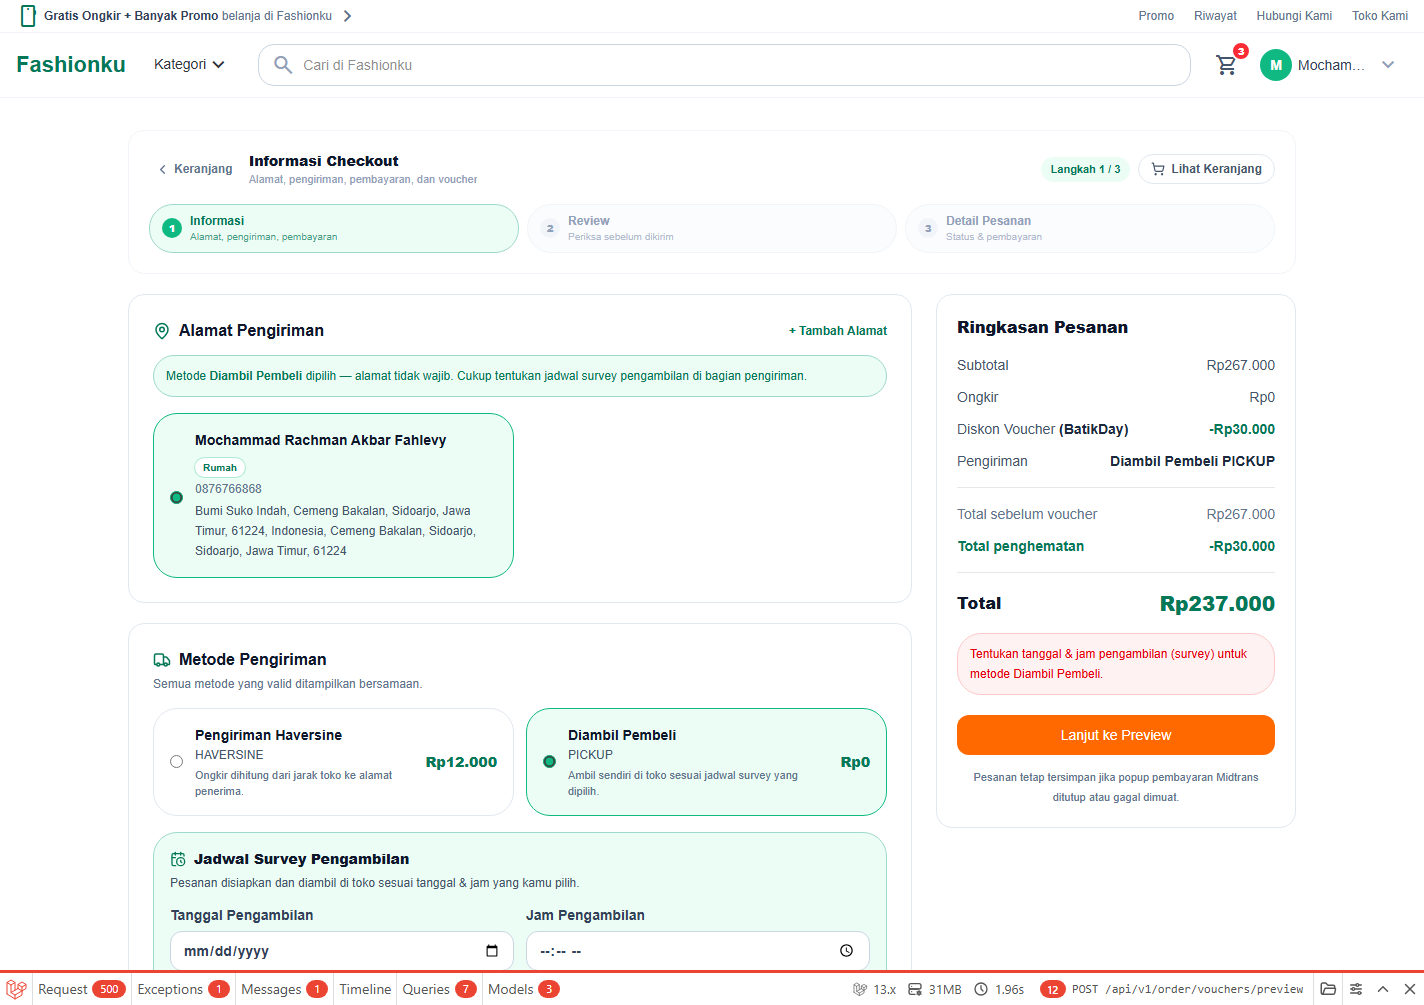 Gratis Ongkir + Banyak Promo belanja di Fashionku
Promo Riwayat Hubungi Kami Toko Kami
Fashionku Kategori Cari di Fashionku 3 M Mocham...
Keranjang
Informasi Checkout
Alamat, pengiriman, pembayaran, dan voucher
Langkah 1 / 3
Lihat Keranjang
1 Informasi
Alamat, pengiriman, pembayaran
2 Review
Periksa sebelum dikirim
3 Detail Pesanan
Status & pembayaran
Alamat Pengiriman
+ Tambah Alamat
Metode Diambil Pembeli dipilih — alamat tidak wajib. Cukup tentukan jadwal survey pengambilan di bagian pengiriman.
Mochammad Rachman Akbar Fahlevy
Rumah
0876766868
Bumi Suko Indah, Cemeng Bakalan, Sidoarjo, Jawa
Timur, 61224, Indonesia, Cemeng Bakalan, Sidoarjo,
Sidoarjo, Jawa Timur, 61224
Metode Pengiriman
Semua metode yang valid ditampilkan bersamaan.
Pengiriman Haversine
HAVERSINE
Ongkir dihitung dari jarak toko ke alamat
penerima.
Rp12.000
Diambil Pembeli
PICKUP
Ambil sendiri di toko sesuai jadwal survey yang
dipilih.
Rp0
Jadwal Survey Pengambilan
Pesanan disiapkan dan diambil di toko sesuai tanggal & jam yang kamu pilih.
Tanggal Pengambilan
mm/dd/yyyy
Jam Pengambilan
--:-- --
Ringkasan Pesanan
Subtotal Rp267.000
Ongkir Rp0
Diskon Voucher (BatikDay) -Rp30.000
Pengiriman Diambil Pembeli PICKUP
Total sebelum voucher Rp267.000
Total penghematan -Rp30.000
Total Rp237.000
Tentukan tanggal & jam pengambilan (survey) untuk
metode Diambil Pembeli.
Lanjut ke Preview
Pesanan tetap tersimpan jika popup pembayaran Midtrans
ditutup atau gagal dimuat.
Request 500 Exceptions 1 Messages 1 Timeline Queries 7 Models 3 13.x 31MB 1.96s 12 POST /api/v1/order/vouchers/preview